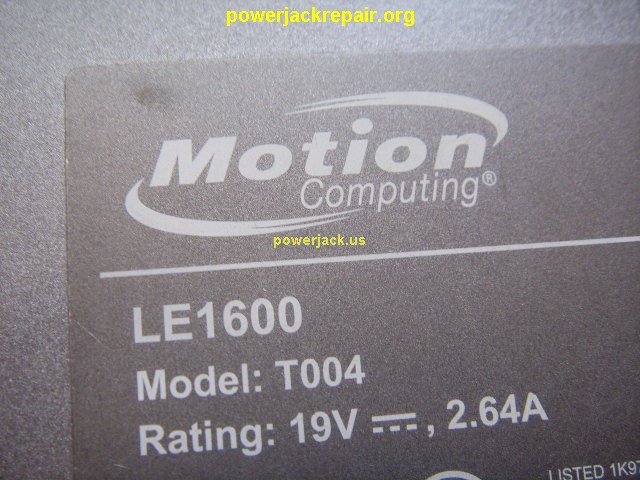 powerjackrepair.org
Motion
Computing®
powerjack.us
LE1600
Model: T004
Rating: 19V ⎓, 2.64A
LISTED